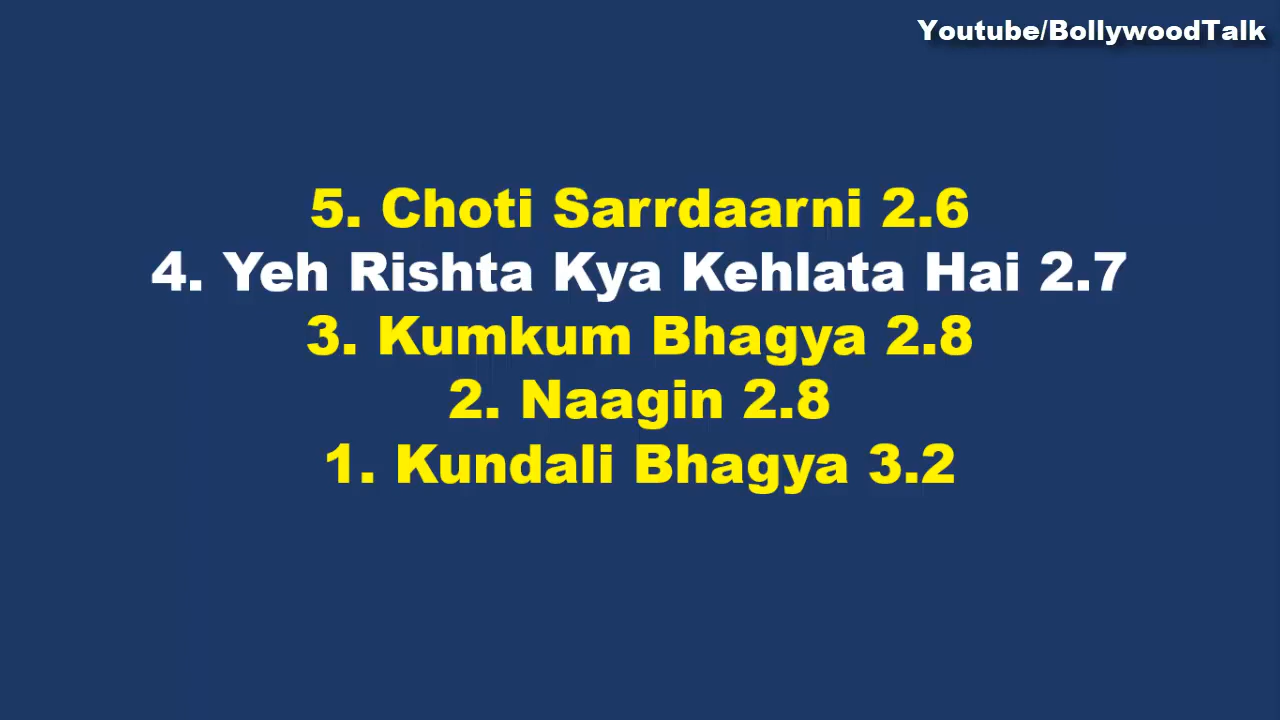 Youtube/BollywoodTalk
5. Choti Sarrdaarni 2.6
4. Yeh Rishta Kya Kehlata Hai 2.7
3. Kumkum Bhagya 2.8
2. Naagin 2.8
1. Kundali Bhagya 3.2